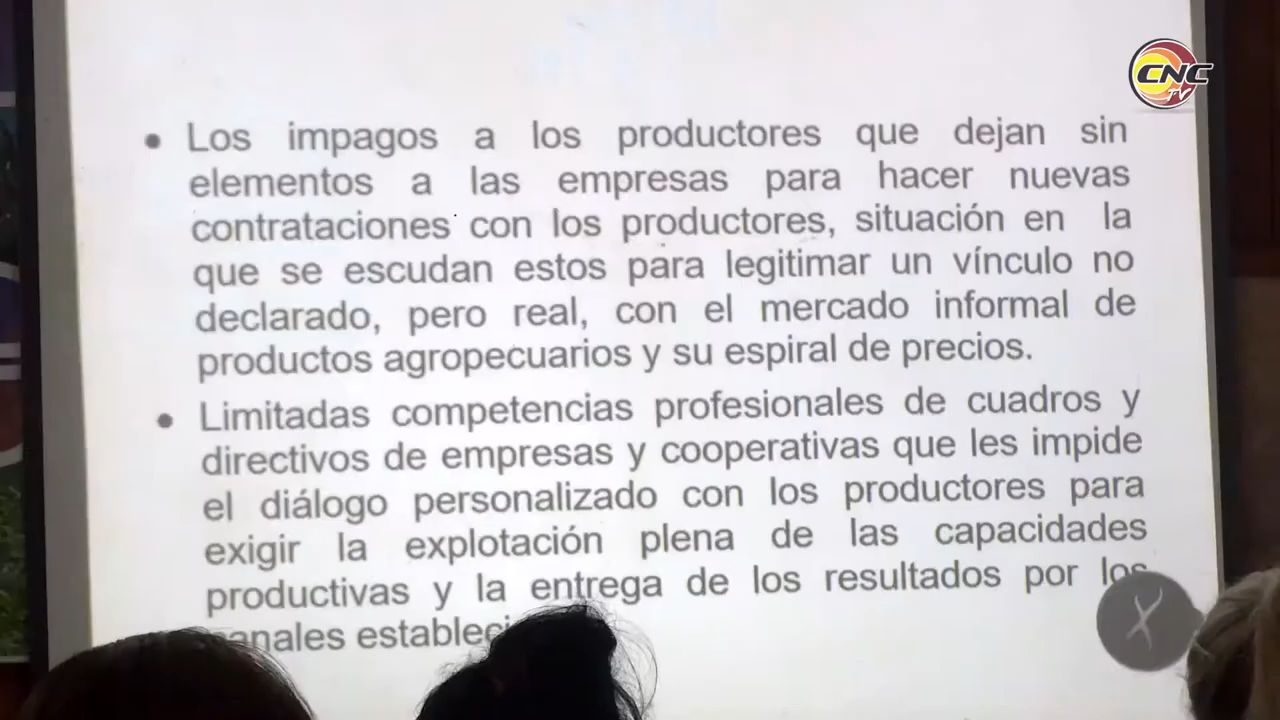 CNC
TV
• Los impagos a los productores que dejan sin
elementos a las empresas para hacer nuevas
contrataciones con los productores, situación en la
que se escudan estos para legitimar un vínculo no
declarado, pero real, con el mercado informal de
productos agropecuarios y su espiral de precios.
• Limitadas competencias profesionales de cuadros y
directivos de empresas y cooperativas que les impide
el diálogo personalizado con los productores para
exigir la explotación plena de las capacidades
productivas y la entrega de los resultados por los